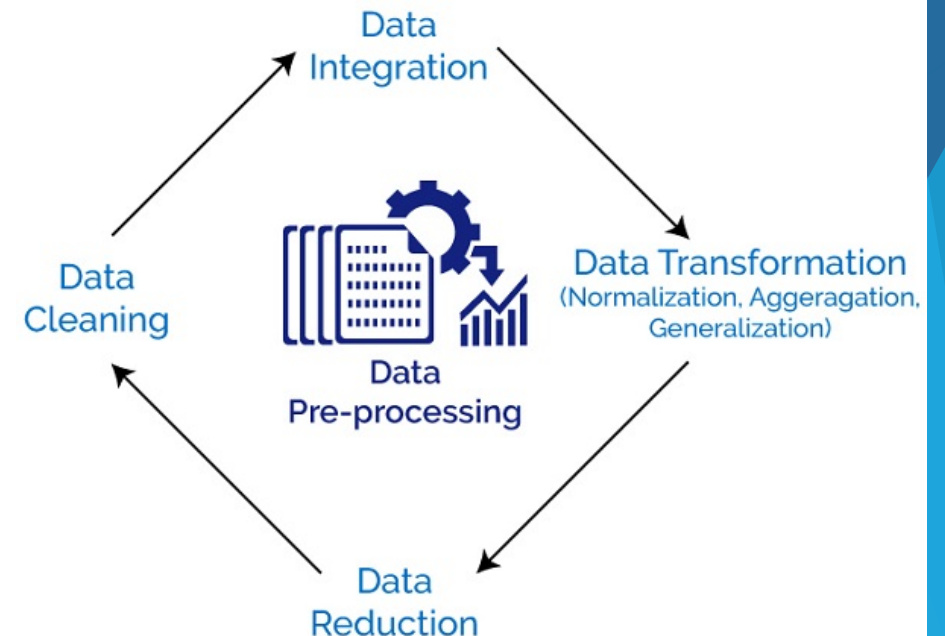 Data
Integration
Data Transformation
(Normalization, Aggeragation,
Generalization)
Data
Cleaning
Data
Pre-processing
Data
Reduction